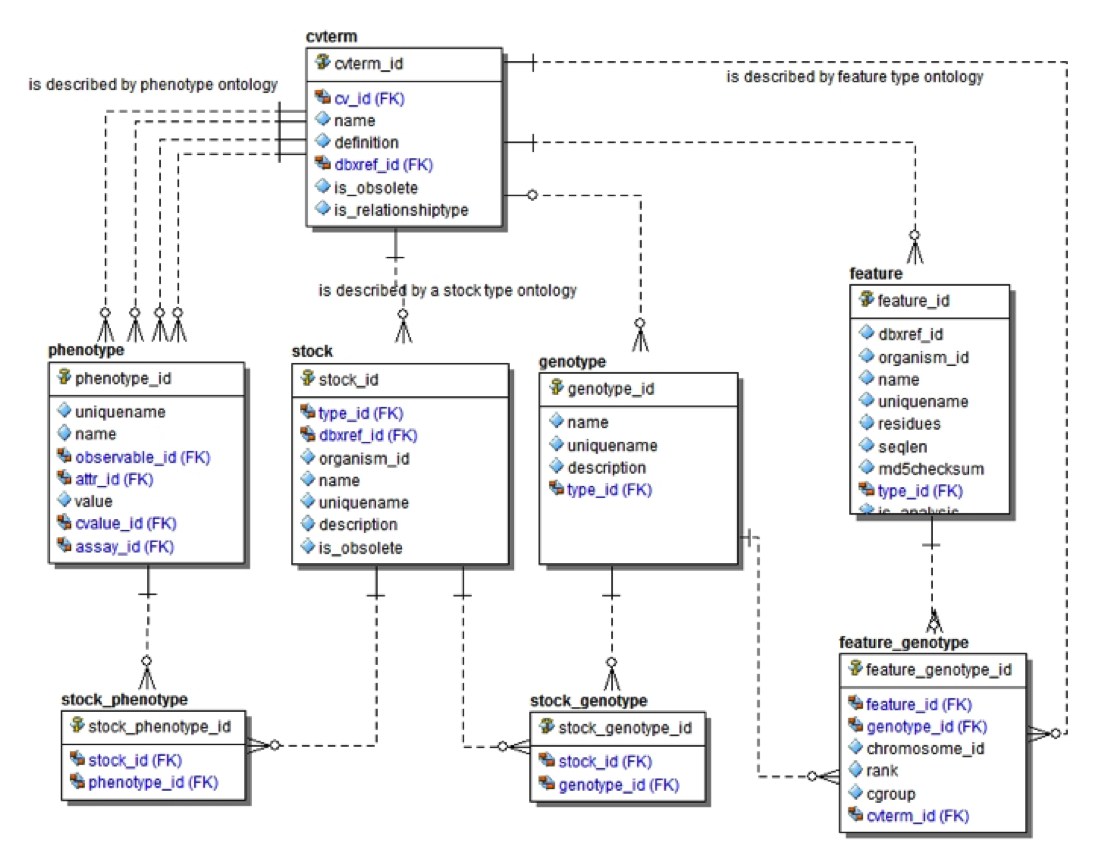 cvterm
cvterm_id
cv_id (FK)
name
definition
dbxref_id (FK)
is_obsolete
is_relationshiptype
is described by phenotype ontology
is described by feature type ontology
is described by a stock type ontology
phenotype
phenotype_id
uniquename
name
observable_id (FK)
attr_id (FK)
value
cvalue_id (FK)
assay_id (FK)
stock
stock_id
type_id (FK)
dbxref_id (FK)
organism_id
name
uniquename
description
is_obsolete
genotype
genotype_id
name
uniquename
description
type_id (FK)
feature
feature_id
dbxref_id
organism_id
name
uniquename
residues
seqlen
md5checksum
type_id (FK)
is_analysis
stock_phenotype
stock_phenotype_id
stock_id (FK)
phenotype_id (FK)
stock_genotype
stock_genotype_id
stock_id (FK)
genotype_id (FK)
feature_genotype
feature_genotype_id
feature_id (FK)
genotype_id (FK)
chromosome_id
rank
cgroup
cvterm_id (FK)